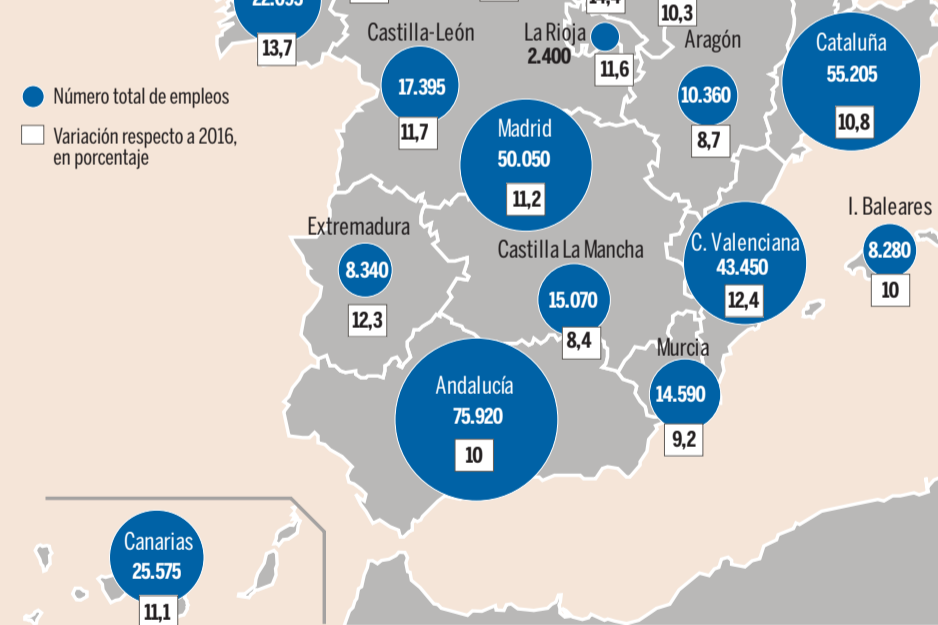 13,7
Castilla-León
17.395
11,7
La Rioja
2.400
11,6
10,3
Aragón
10.360
8,7
Cataluña
55.205
10,8
Número total de empleos
Variación respecto a 2016,
en porcentaje
Madrid
50.050
11,2
Extremadura
8.340
12,3
Castilla La Mancha
15.070
8,4
C. Valenciana
43.450
12,4
I. Baleares
8.280
10
Murcia
14.590
9,2
Andalucía
75.920
10
Canarias
25.575
11,1